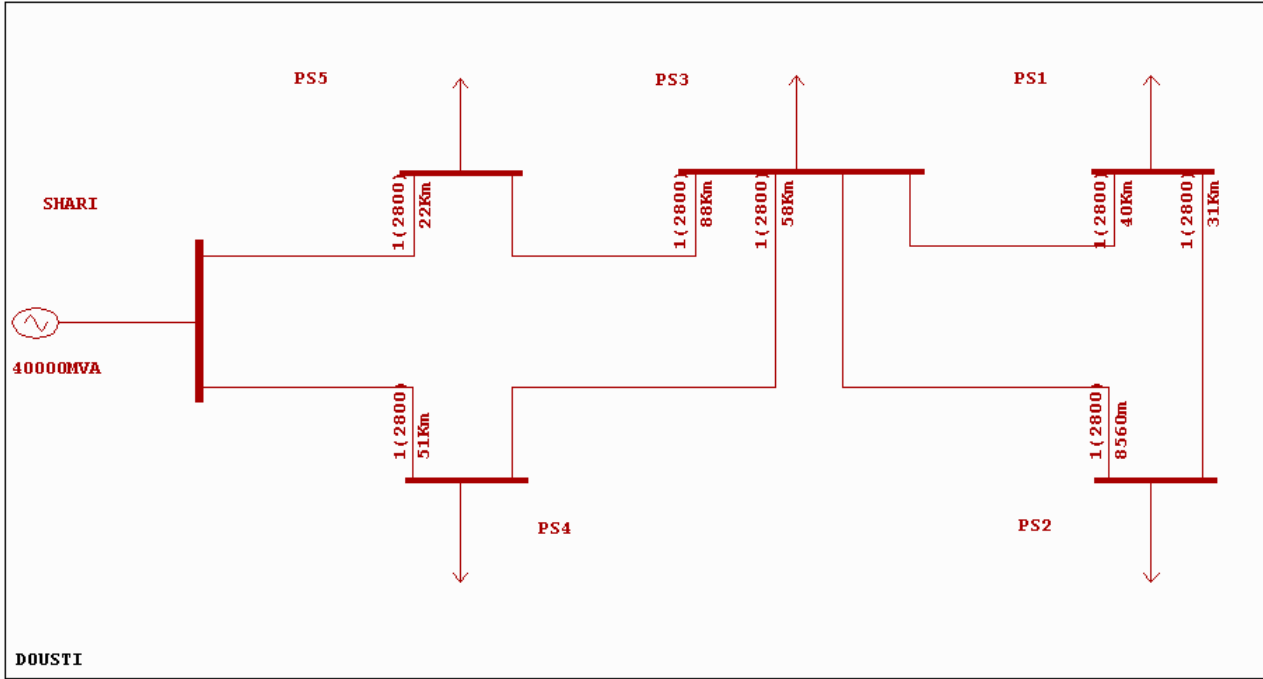 PS5
PS3
PS1
1(2800)
22Km
1(2800)
88Km
1(2800)
58Km
1(2800)
40Km
1(2800)
31Km
SHARI
40000MVA
1(2800)
51Km
1(2800)
8560m
PS4
PS2
DOUSTI